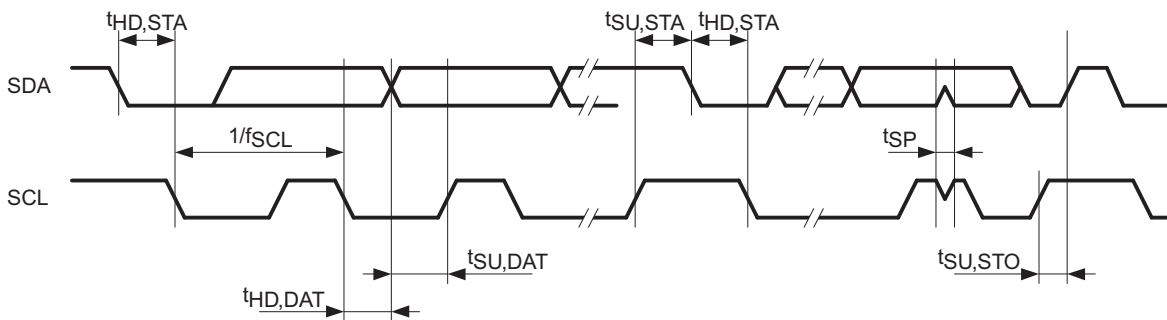 tHD,STA
tSU,STA
tHD,STA
SDA
1/fSCL
tSP
SCL
tSU,DAT
tSU,STO
tHD,DAT